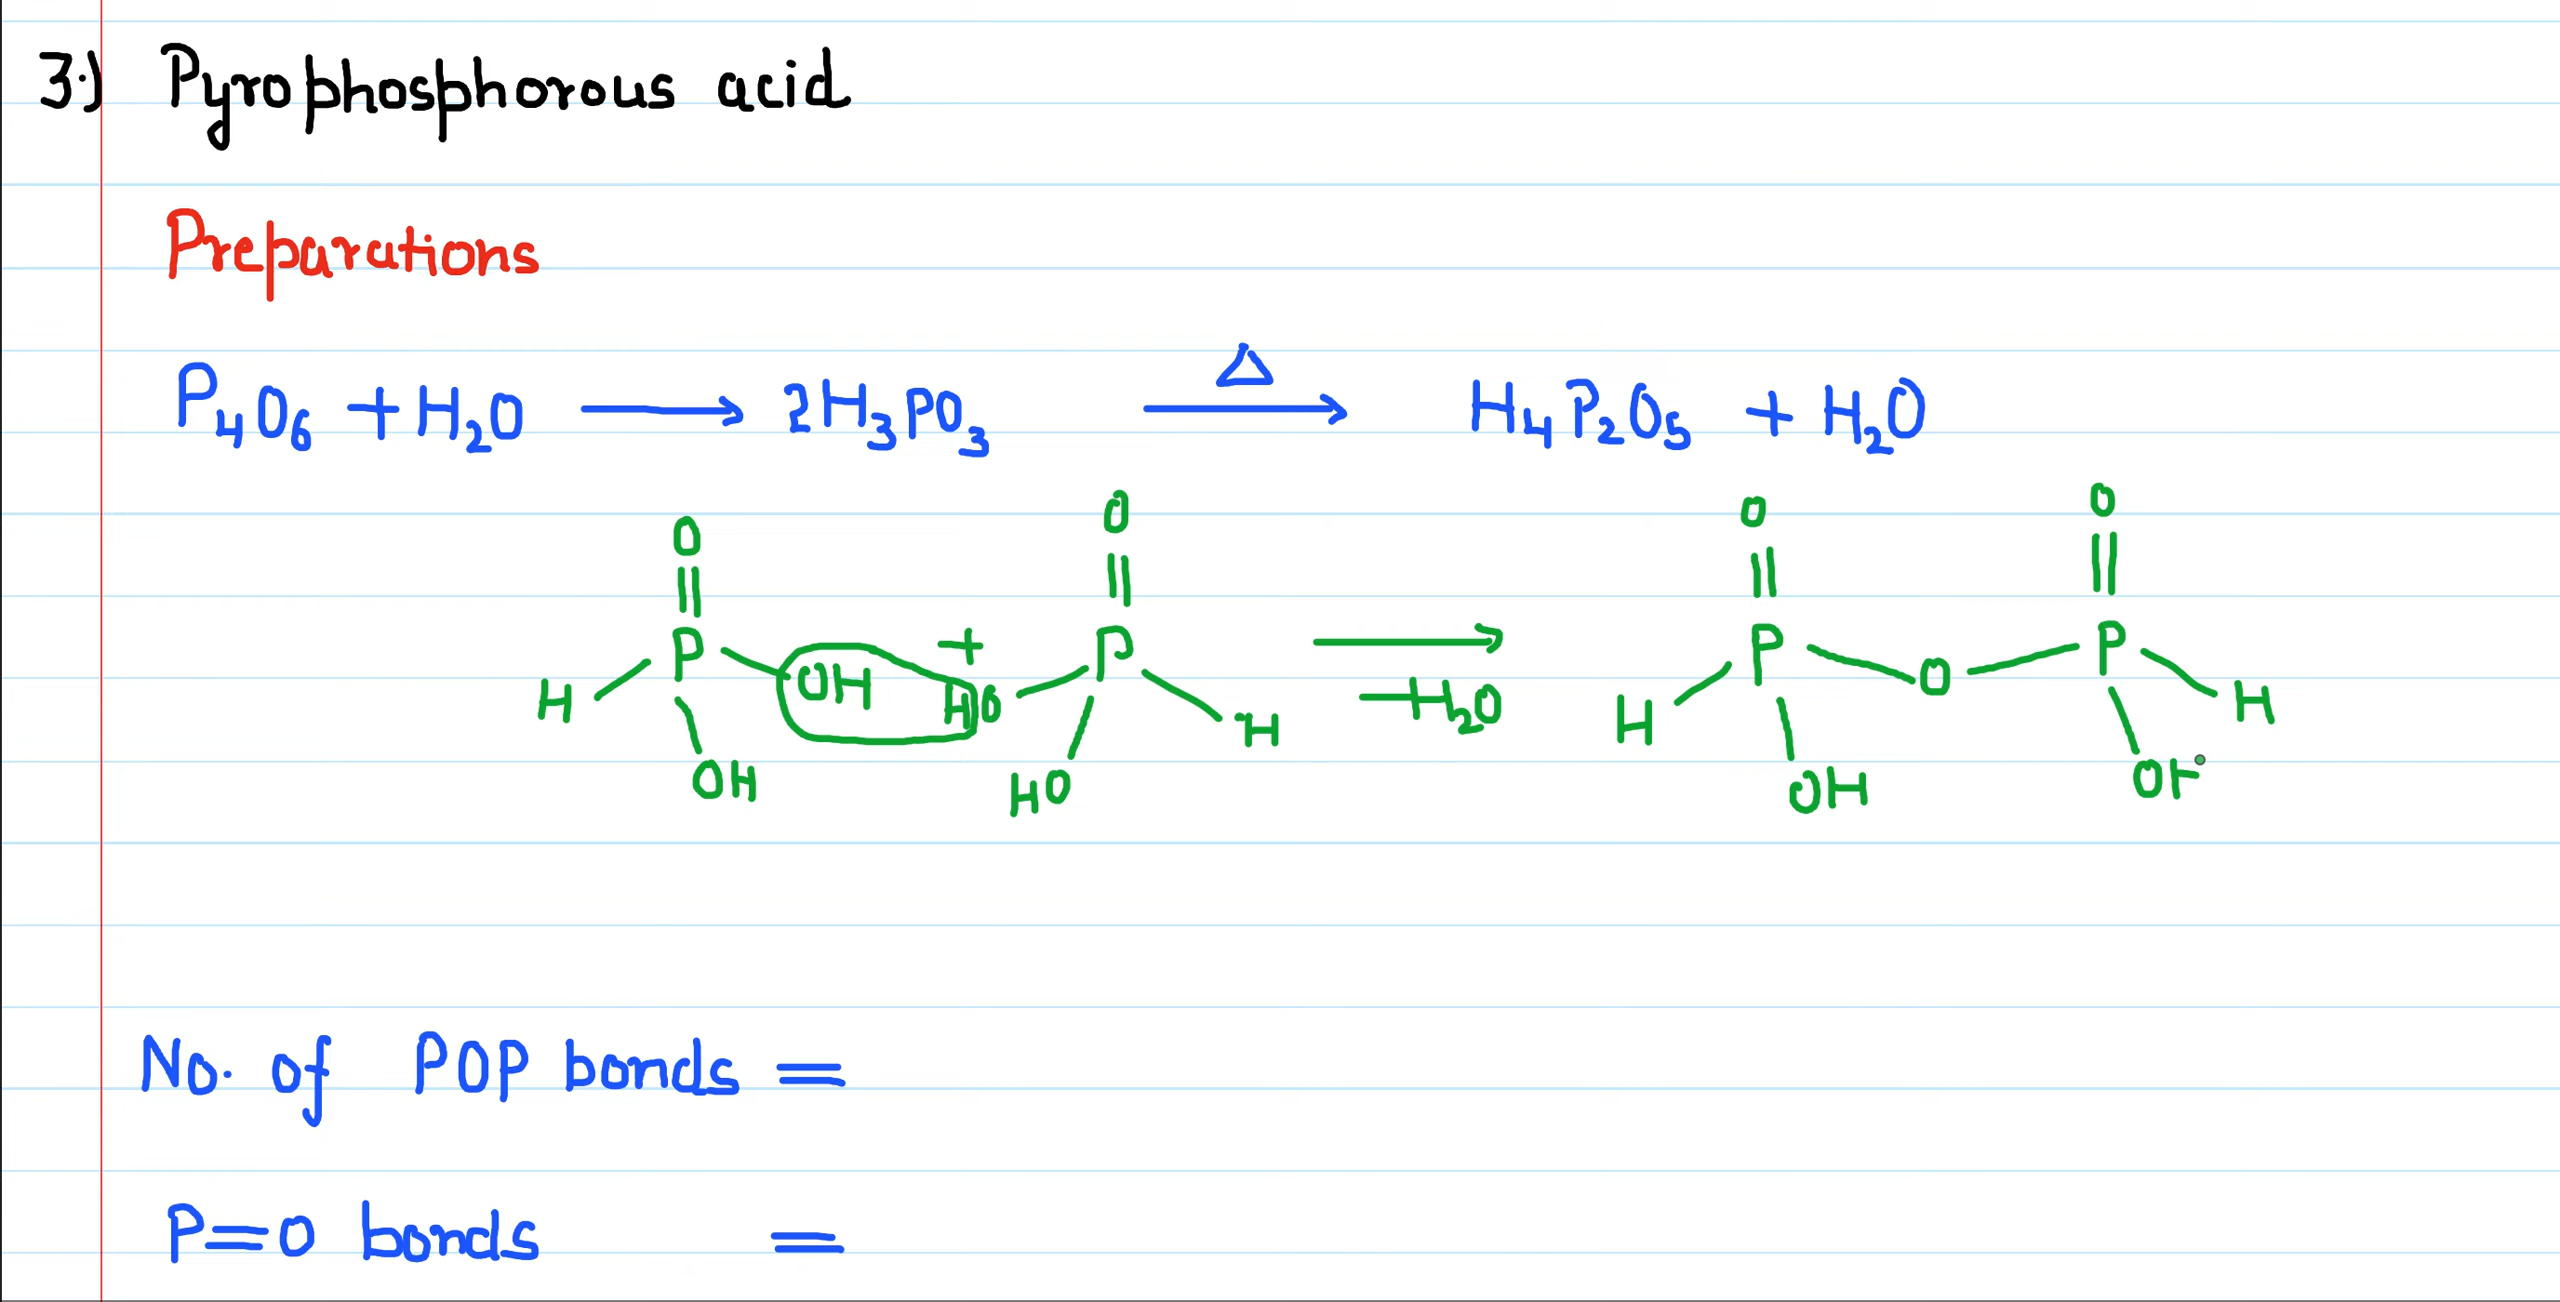 3.) Pyrophosphorous acid
Preparations
P4O6 + H2O ⟶ 2H3PO3 ⟶ Δ H4P2O5 + H2O
O O O O
P OH + HO P ⟶ P O P
H H -H2O H H
OH HO OH OH
No. of POP bonds =
P=O bonds =